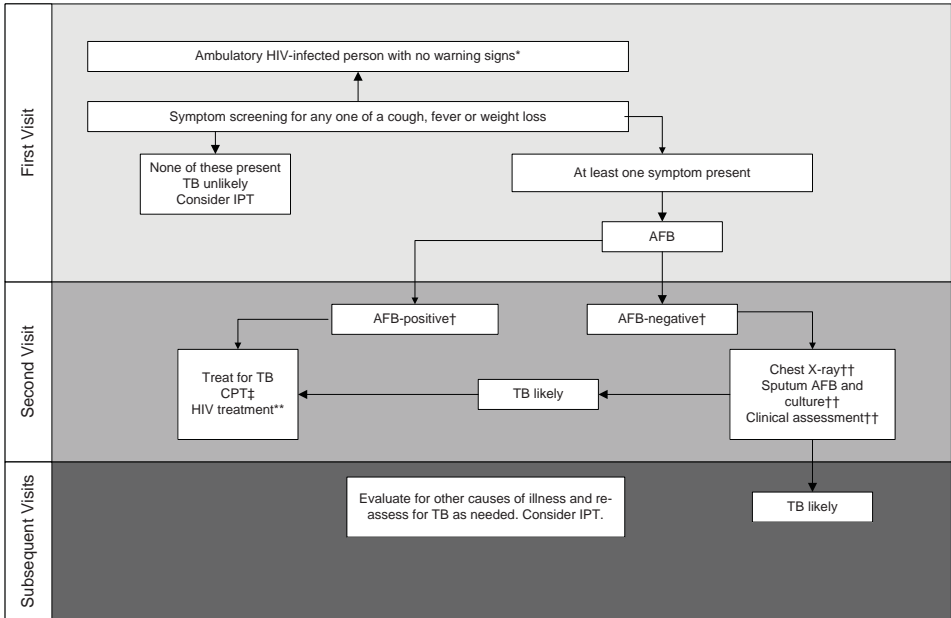 First Visit
Ambulatory HIV-infected person with no warning signs*
Symptom screening for any one of a cough, fever or weight loss
None of these present
TB unlikely
Consider IPT
At least one symptom present
AFB
Second Visit
AFB-positive†
AFB-negative†
Treat for TB
CPT‡
HIV treatment**
TB likely
Chest X-ray††
Sputum AFB and
culture††
Clinical assessment††
Subsequent Visits
Evaluate for other causes of illness and re-
assess for TB as needed. Consider IPT.
TB likely